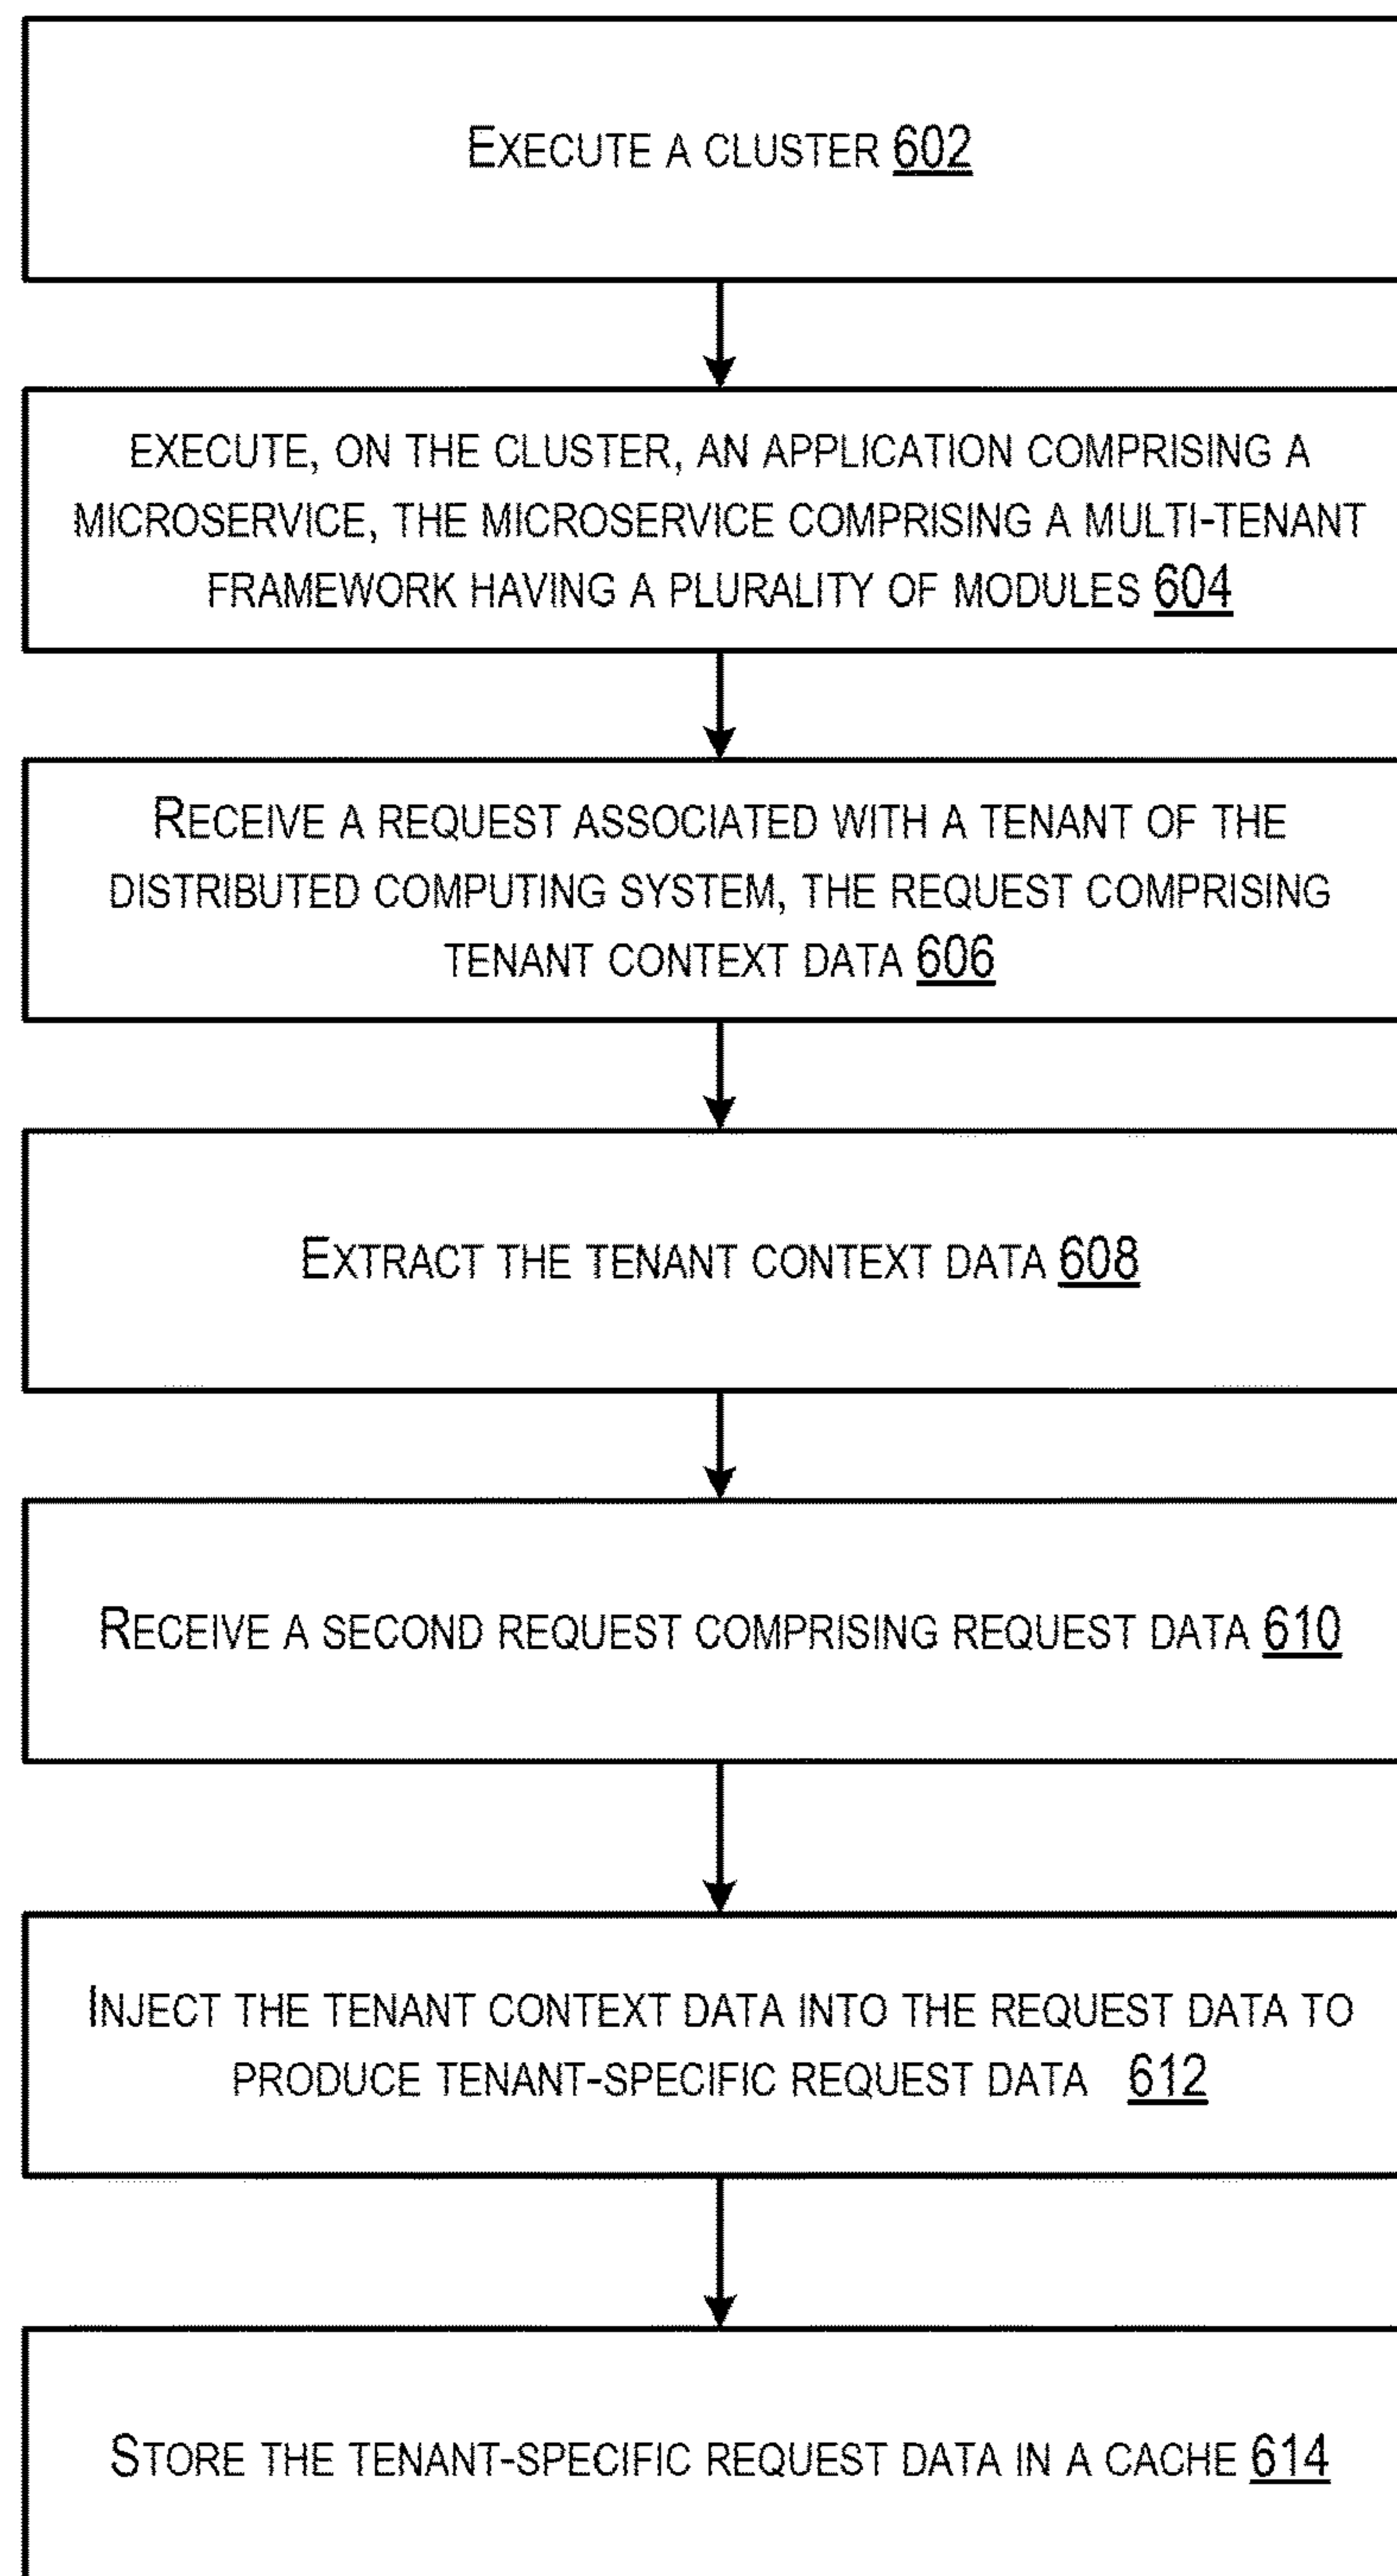 EXECUTE A CLUSTER 602
EXECUTE, ON THE CLUSTER, AN APPLICATION COMPRISING A
MICROSERVICE, THE MICROSERVICE COMPRISING A MULTI-TENANT
FRAMEWORK HAVING A PLURALITY OF MODULES 604
RECEIVE A REQUEST ASSOCIATED WITH A TENANT OF THE
DISTRIBUTED COMPUTING SYSTEM, THE REQUEST COMPRISING
TENANT CONTEXT DATA 606
EXTRACT THE TENANT CONTEXT DATA 608
RECEIVE A SECOND REQUEST COMPRISING REQUEST DATA 610
INJECT THE TENANT CONTEXT DATA INTO THE REQUEST DATA TO
PRODUCE TENANT-SPECIFIC REQUEST DATA 612
STORE THE TENANT-SPECIFIC REQUEST DATA IN A CACHE 614